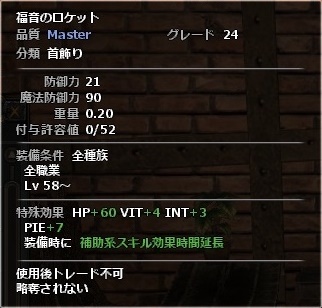 福音のロケット
品質 Master グレード 24
分類 首飾り
防御力 21
魔法防御力 90
重量 0.20
付与許容値 0/52
装備条件 全種族
全職業
Lv 58～
特殊効果 HP+60 VIT+4 INT+3
PIE+7
装備時に 補助系スキル効果時間延長
使用後トレード不可
略奪されない